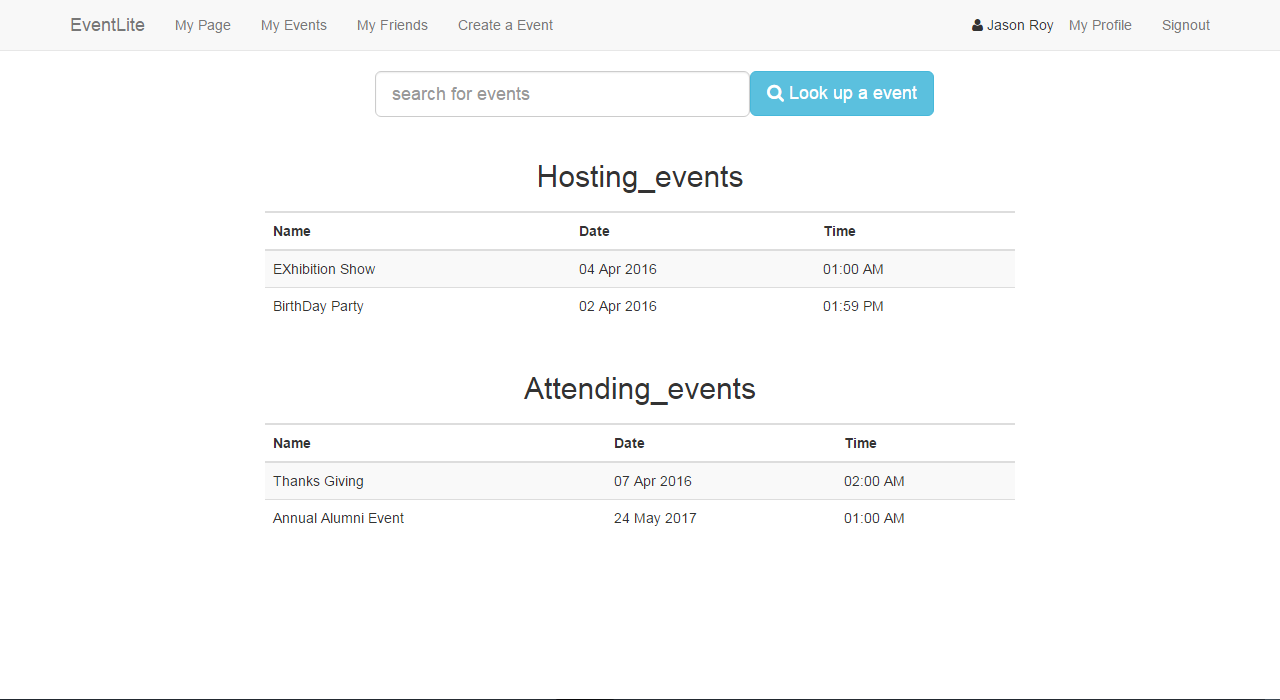 EventLite My Page My Events My Friends Create a Event Jason Roy My Profile Signout
search for events Look up a event
Hosting_events
Name Date Time
EXhibition Show 04 Apr 2016 01:00 AM
BirthDay Party 02 Apr 2016 01:59 PM
Attending_events
Name Date Time
Thanks Giving 07 Apr 2016 02:00 AM
Annual Alumni Event 24 May 2017 01:00 AM